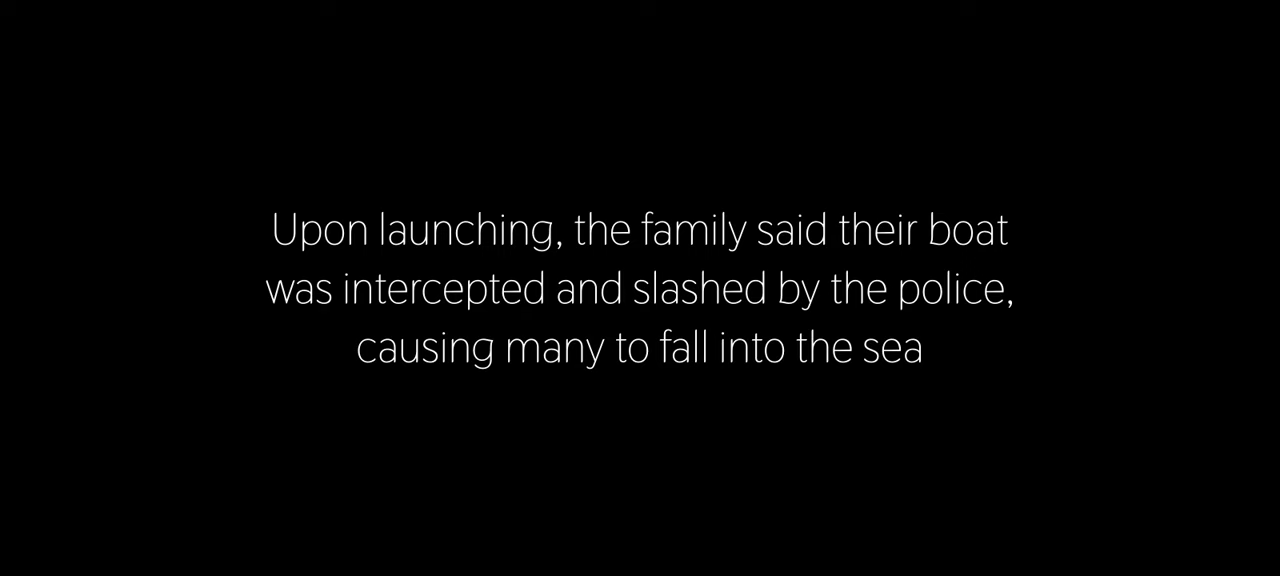 Upon launching, the family said their boat
was intercepted and slashed by the police,
causing many to fall into the sea